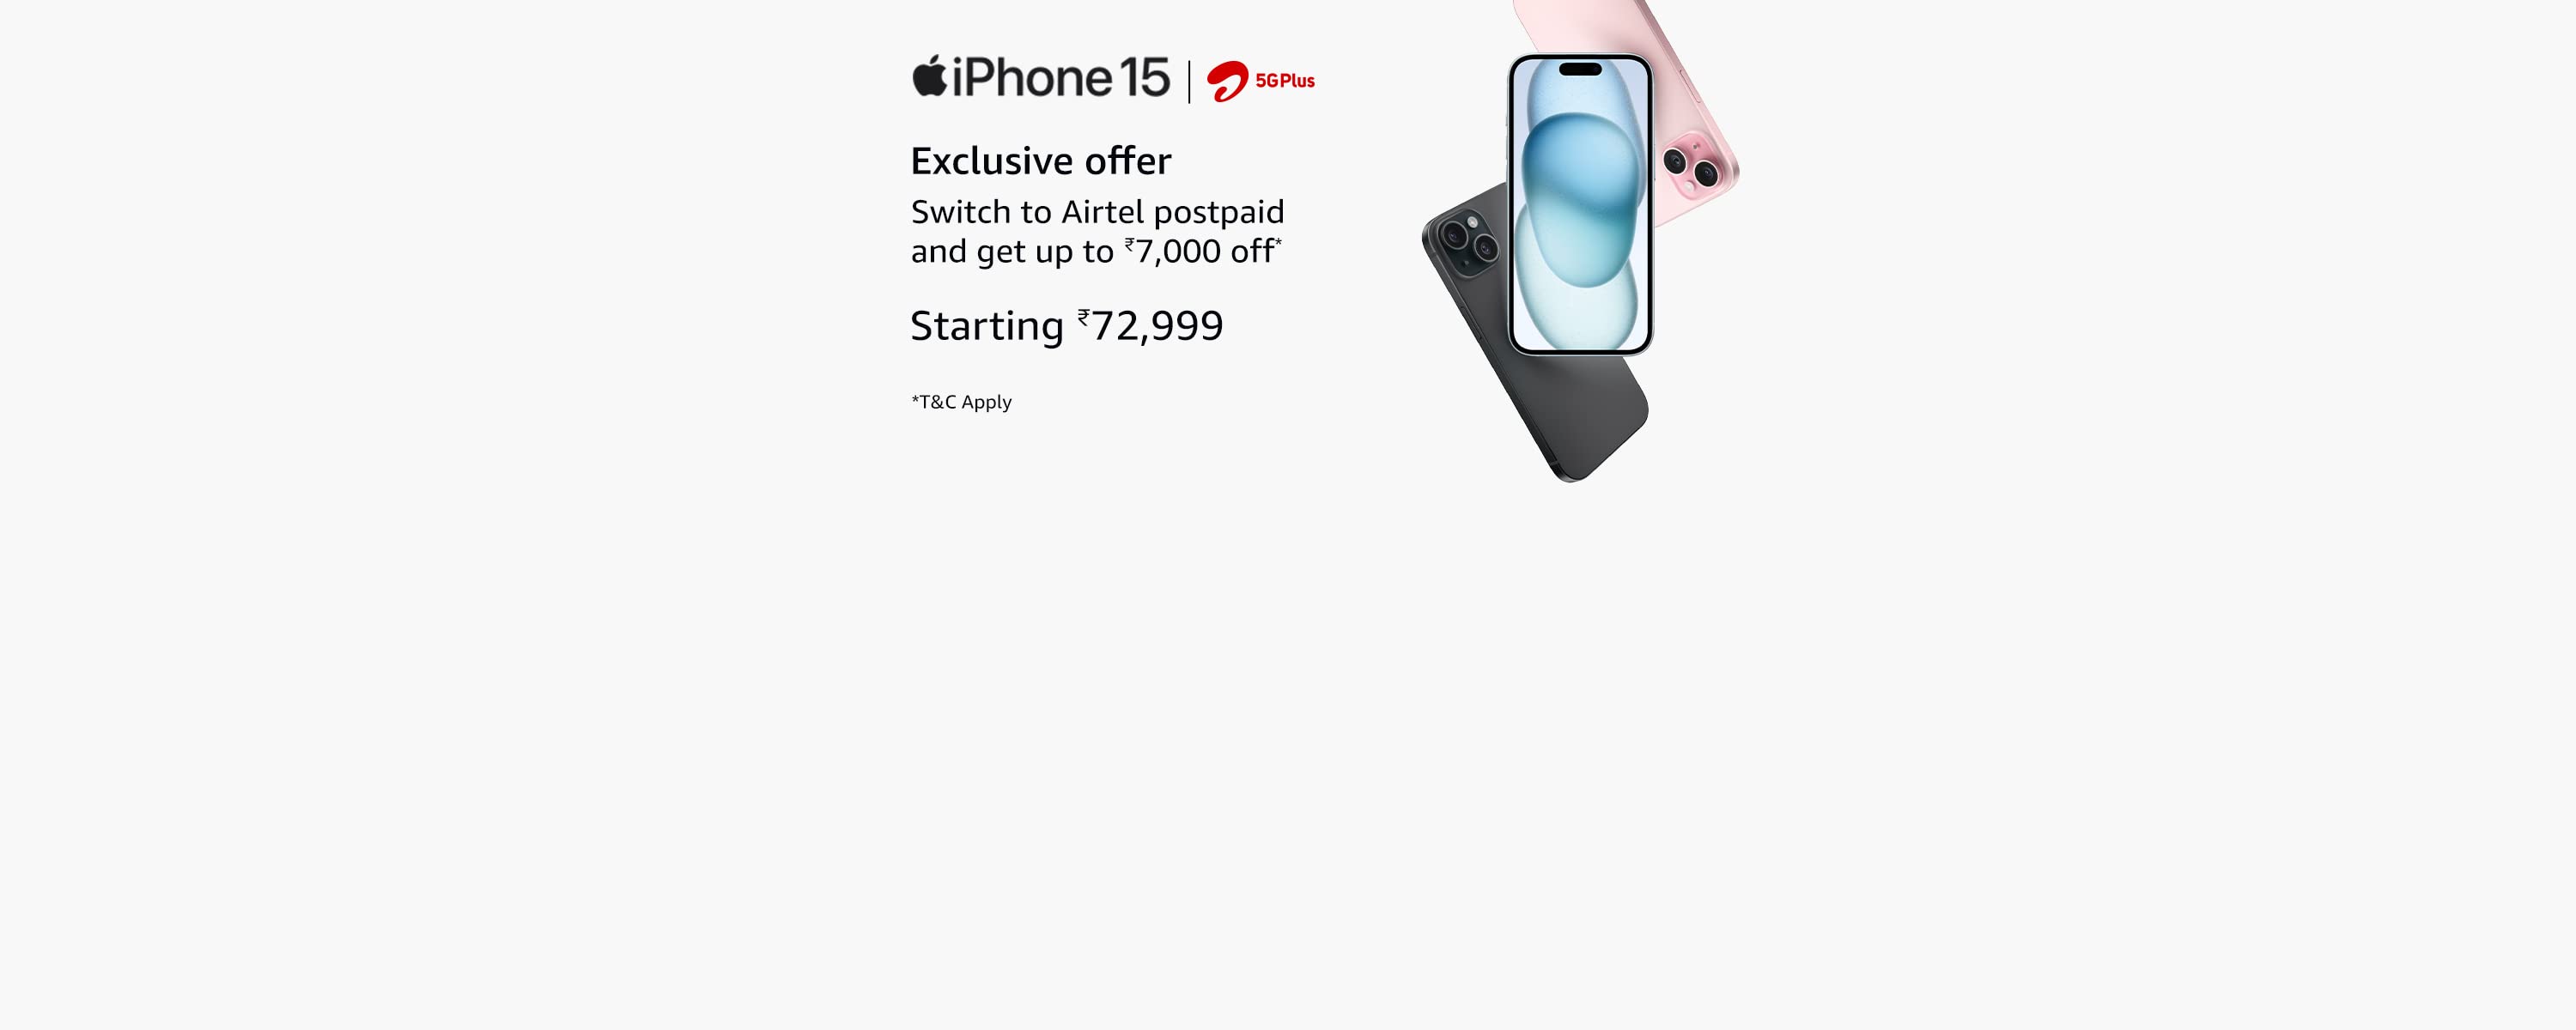 iPhone 15 | 5G Plus
Exclusive offer
Switch to Airtel postpaid
and get up to ₹7,000 off*
Starting ₹72,999
*T&C Apply